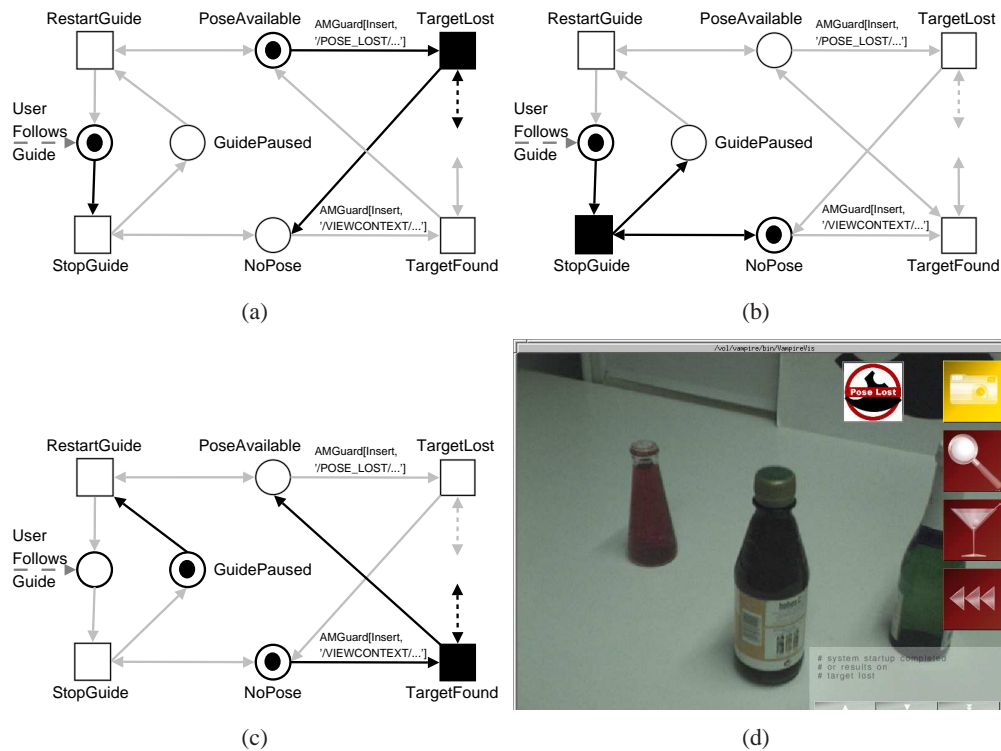 RestartGuide
PoseAvailable
AMGuard[Insert,
'/POSE_LOST/...']
TargetLost
User
Follows
Guide
GuidePaused
AMGuard[Insert,
'/VIEWCONTEXT/...']
StopGuide
NoPose
TargetFound
(a)
RestartGuide
PoseAvailable
AMGuard[Insert,
'/POSE_LOST/...']
TargetLost
User
Follows
Guide
GuidePaused
AMGuard[Insert,
'/VIEWCONTEXT/...']
StopGuide
NoPose
TargetFound
(b)
RestartGuide
PoseAvailable
AMGuard[Insert,
'/POSE_LOST/...']
TargetLost
User
Follows
Guide
GuidePaused
AMGuard[Insert,
'/VIEWCONTEXT/...']
StopGuide
NoPose
TargetFound
(c)
/vol/vampire/bin/VampireVis
Pose Lost
# system startup completed
# or results on
# target lost
(d)